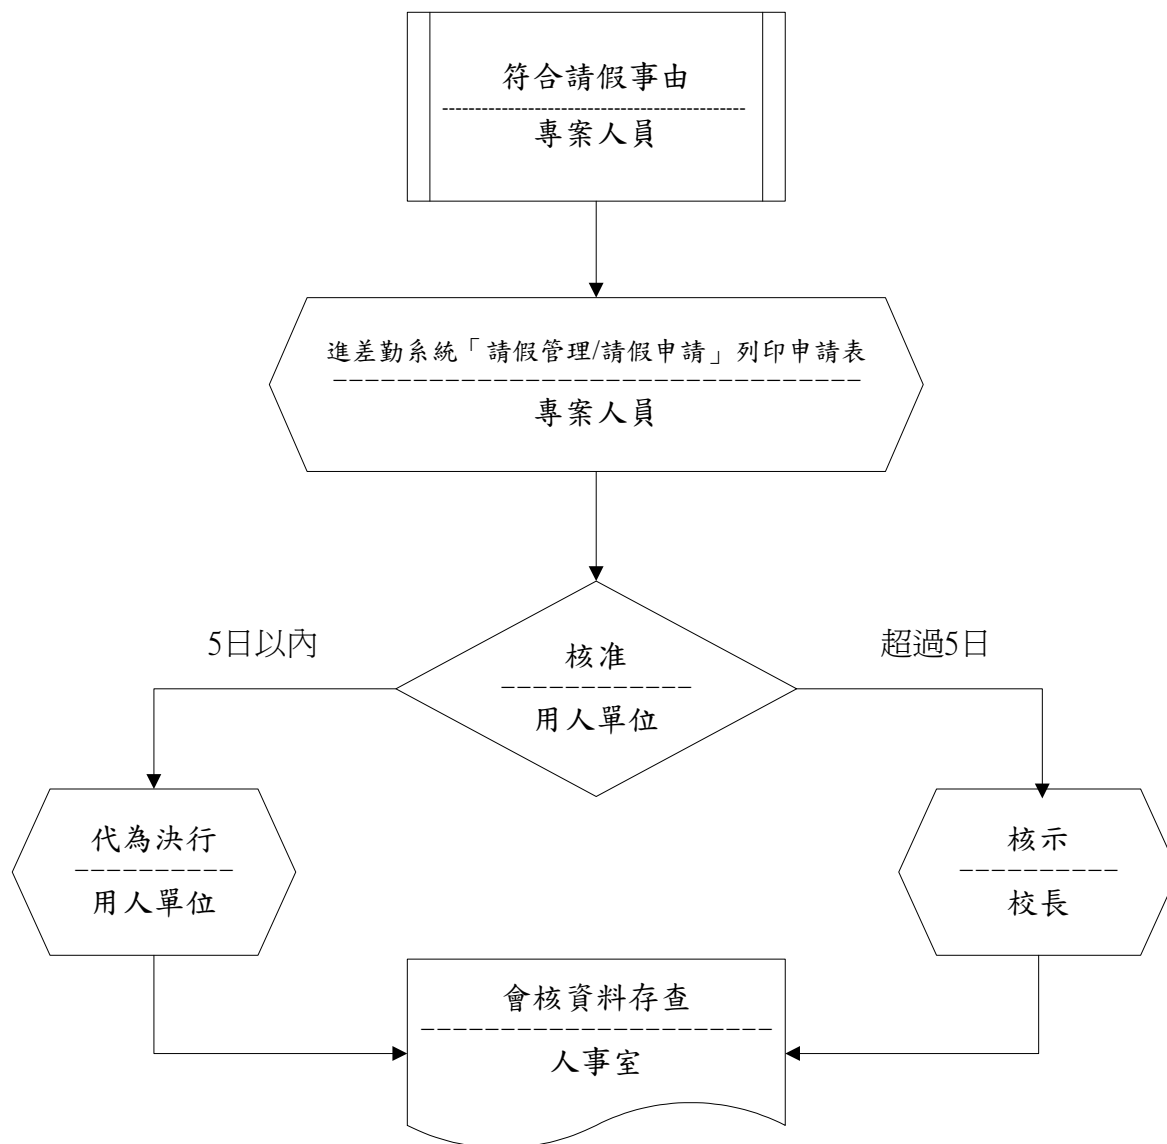 符合請假事由
專案人員
進差勤系統「請假管理/請假申請」列印申請表
專案人員
5日以內
超過5日
核准
用人單位
代為決行
用人單位
核示
校長
會核資料存查
人事室